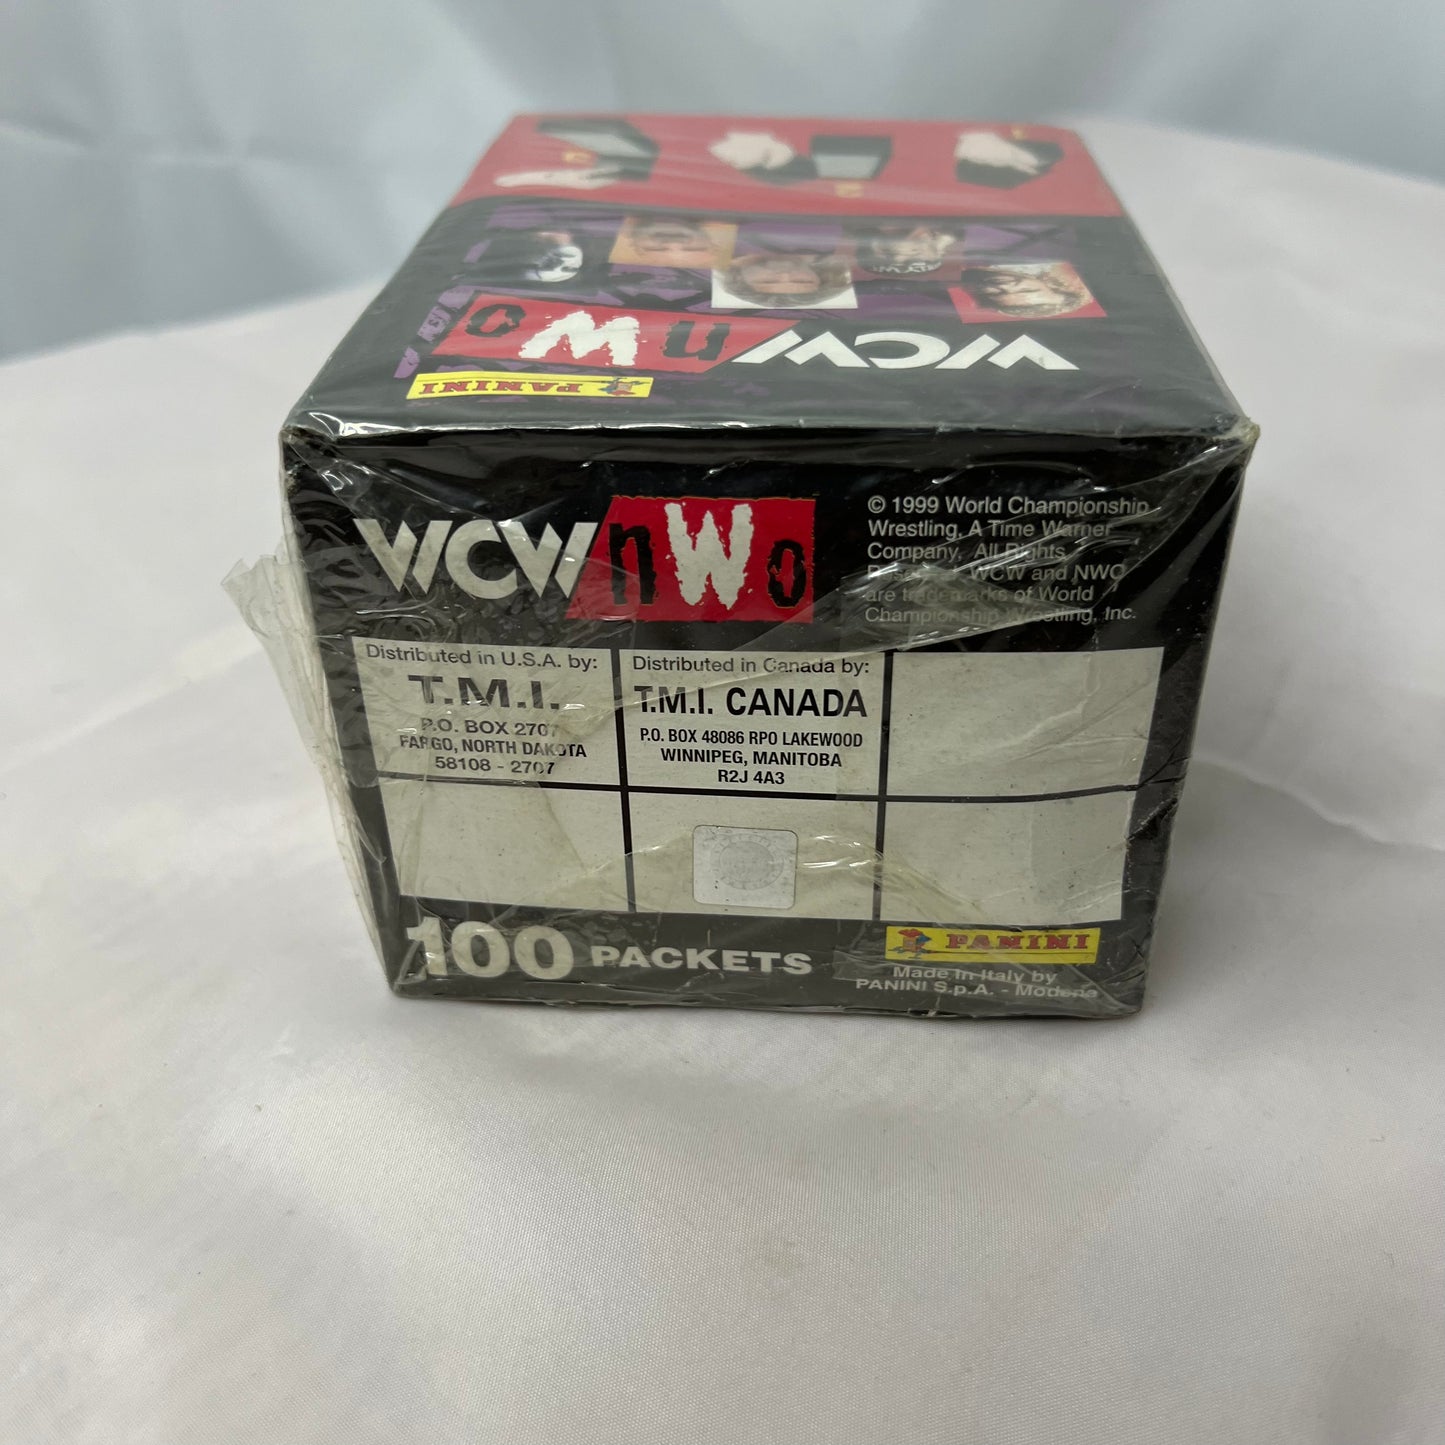 WCW nWo
PANINI
WCW nWo
© 1999 World Championship
Wrestling, A Time Warner
Company. All Rights
Reserved. WCW and NWO
are trademarks of World
Championship Wrestling, Inc.
Distributed in U.S.A. by:
T.M.I.
P.O. BOX 2707
FARGO, NORTH DAKOTA
58108 - 2707
Distributed in Canada by:
T.M.I. CANADA
P.O. BOX 48086 RPO LAKEWOOD
WINNIPEG, MANITOBA
R2J 4A3
100 PACKETS
PANINI
Made in Italy by
PANINI S.p.A. - Modena